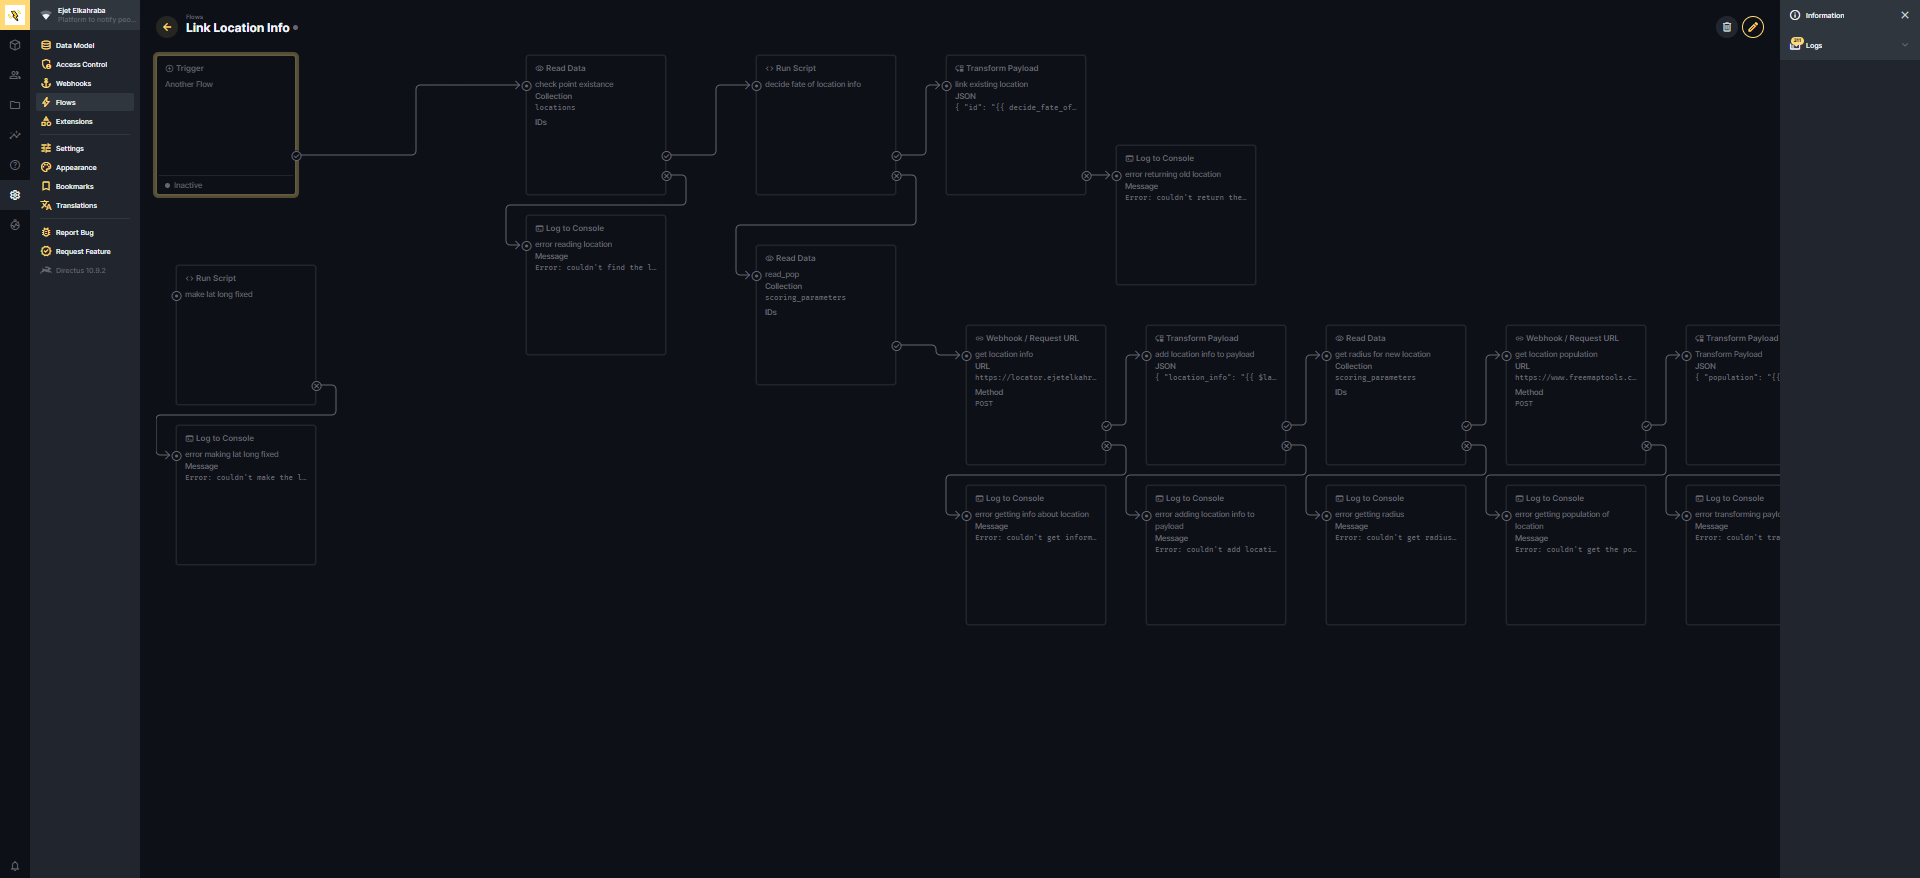 Ejet Elkahraba
Platform to notify peo...
Data Model
Access Control
Webhooks
Flows
Extensions
Settings
Appearance
Bookmarks
Translations
Report Bug
Request Feature
Directus 10.9.2
Flows
Link Location Info
Trigger
Another Flow
Inactive
Read Data
check point existance
Collection
locations
IDs
Run Script
decide fate of location info
Transform Payload
link existing location
JSON
{ "id": "{{ decide_fate_of…
Log to Console
error returning old location
Message
Error: couldn't return the…
Log to Console
error reading location
Message
Error: couldn't find the l…
Read Data
read_pop
Collection
scoring_parameters
IDs
Run Script
make lat long fixed
Log to Console
error making lat long fixed
Message
Error: couldn't make the l…
Webhook / Request URL
get location info
URL
https://locator.ejetelkahr…
Method
POST
Transform Payload
add location info to payload
JSON
{ "location_info": "{{ $la…
Read Data
get radius for new location
Collection
scoring_parameters
IDs
Webhook / Request URL
get location population
URL
https://www.freemaptools.c…
Method
POST
Transform Payload
Transform Payload
JSON
{ "population": "{{
Log to Console
error getting info about location
Message
Error: couldn't get inform…
Log to Console
error adding location info to
payload
Message
Error: couldn't add locati…
Log to Console
error getting radius
Message
Error: couldn't get radius…
Log to Console
error getting population of
location
Message
Error: couldn't get the po…
Log to Console
error transforming paylo
Message
Error: couldn't tra
Information
Logs